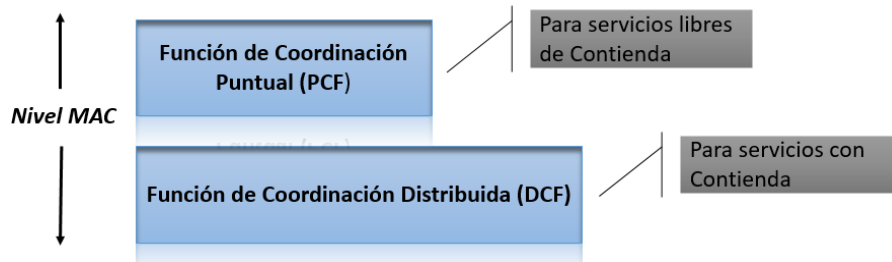 Función de Coordinación
Puntual (PCF)
Para servicios libres
de Contienda
Nivel MAC
Función de Coordinación Distribuida (DCF)
Para servicios con
Contienda